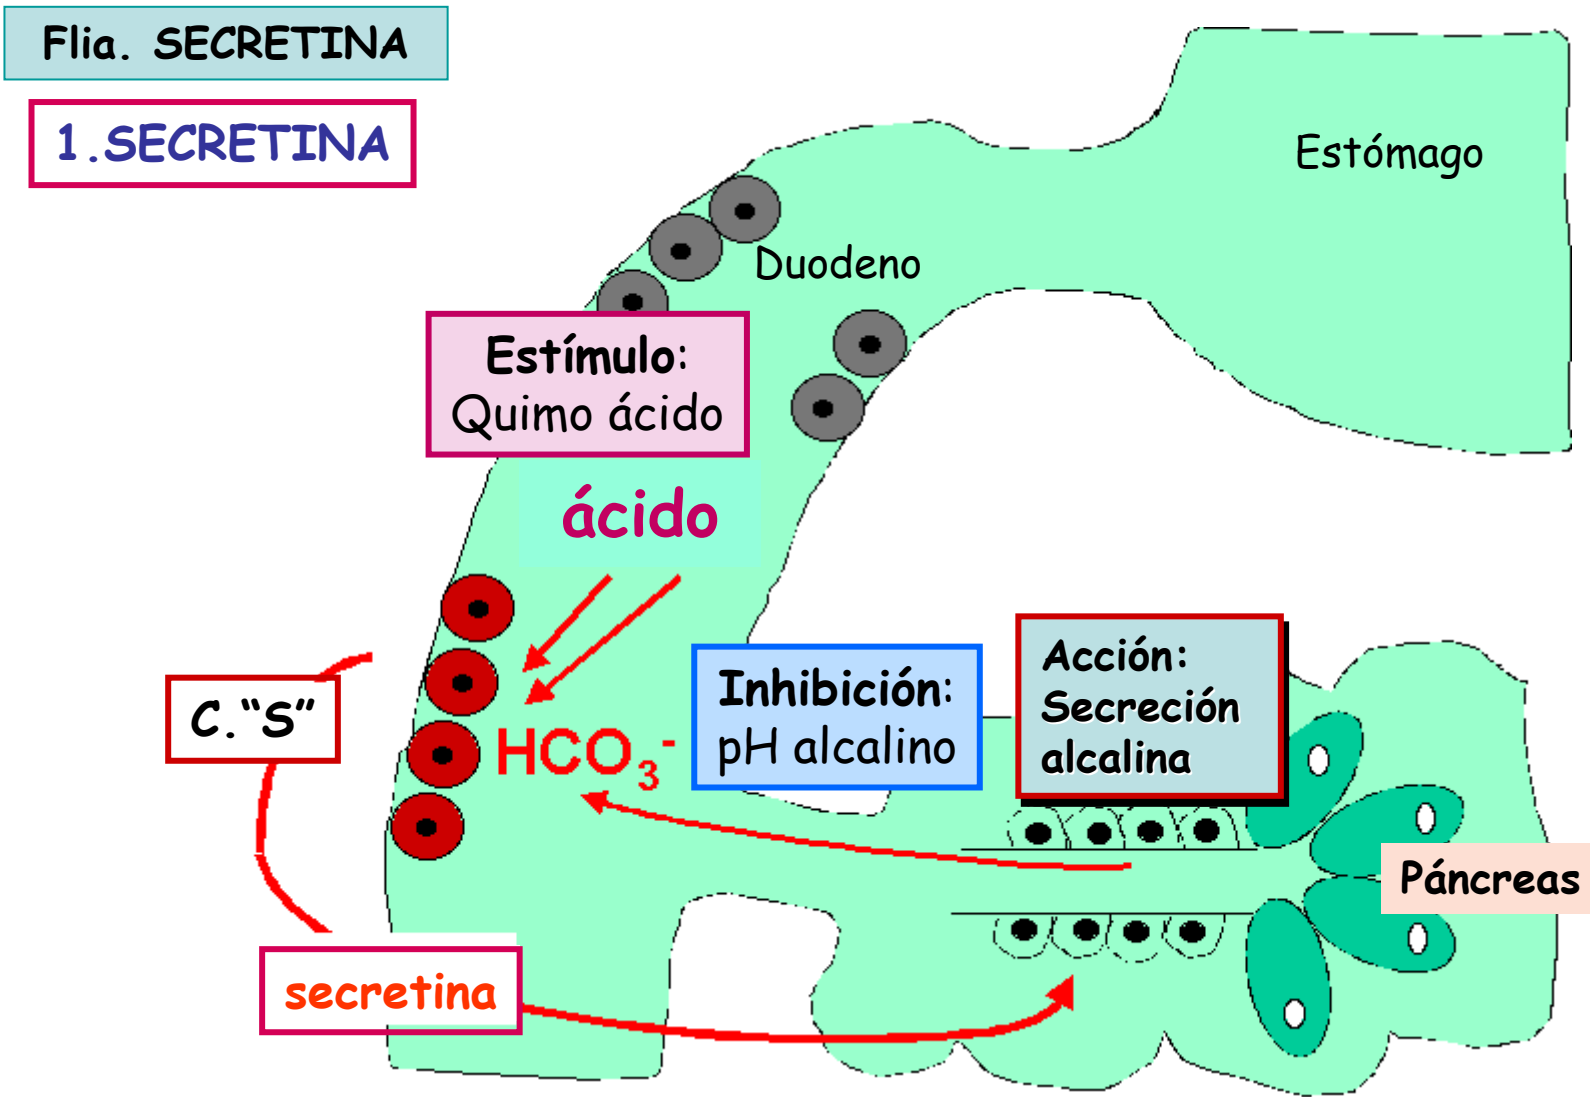 Flia. SECRETINA
1.SECRETINA
Estómago
Duodeno
Estímulo:
Quimo ácido
ácido
C."S"
HCO₃⁻
Inhibición:
pH alcalino
Acción:
Secreción
alcalina
Páncreas
secretina